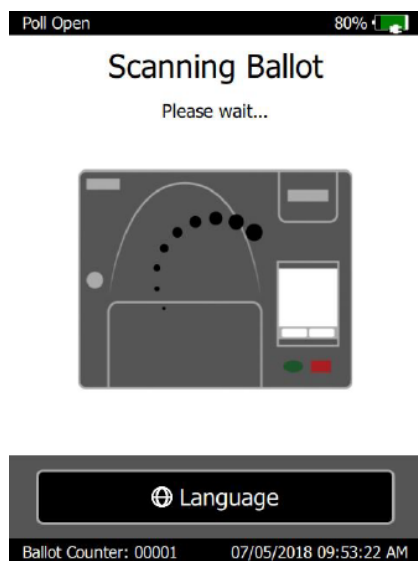 Poll Open 80%
Scanning Ballot
Please wait...
Language
Ballot Counter: 00001 07/05/2018 09:53:22 AM